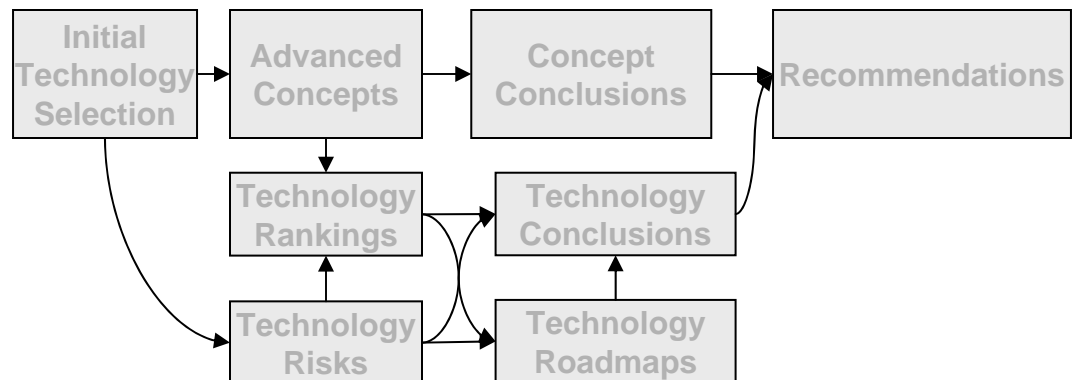 Initial
Technology
Selection
Advanced
Concepts
Concept
Conclusions
Recommendations
Technology
Rankings
Technology
Conclusions
Technology
Risks
Technology
Roadmaps